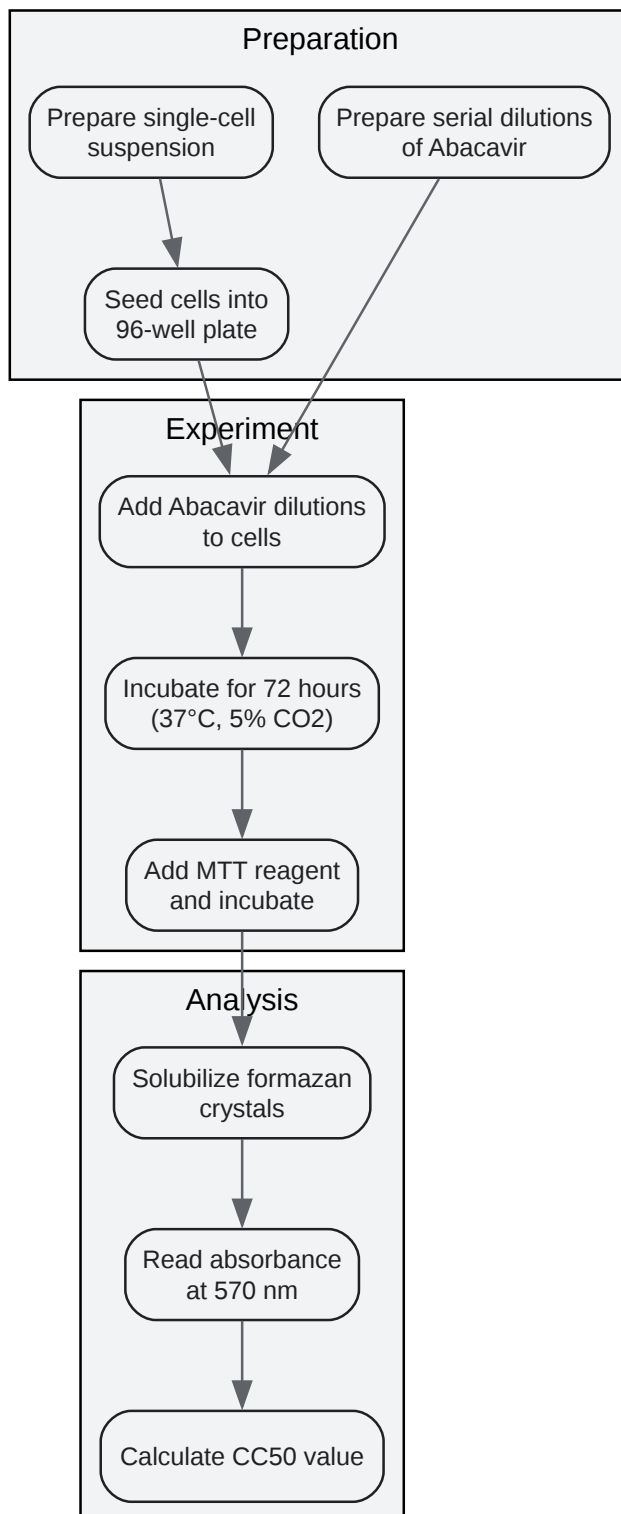 Preparation
Prepare single-cell
suspension
Prepare serial dilutions
of Abacavir
Seed cells into
96-well plate
Experiment
Add Abacavir dilutions
to cells
Incubate for 72 hours
(37°C, 5% CO2)
Add MTT reagent
and incubate
Analysis
Solubilize formazan
crystals
Read absorbance
at 570 nm
Calculate CC50 value